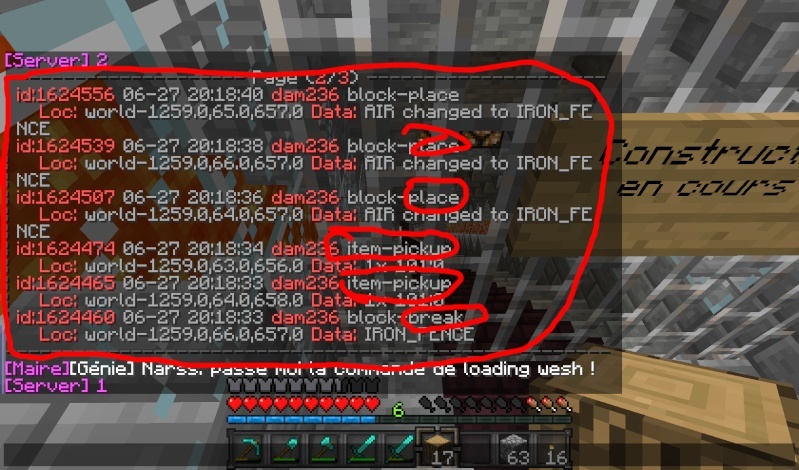 [Server] 2
Page (2/3)
id:1624556 06-27 20:18:40 dam236 block-place
Loc: world-1259.0,65.0,657.0 Data: AIR changed to IRON_FE
NCE
id:1624539 06-27 20:18:38 dam236 block-place
Loc: world-1259.0,66.0,657.0 Data: AIR changed to IRON_FE
NCE
id:1624507 06-27 20:18:36 dam236 block-place
Loc: world-1259.0,64.0,657.0 Data: AIR changed to IRON_FE
NCE
id:1624474 06-27 20:18:34 dam236 item-pickup
Loc: world-1259.0,63.0,656.0 Data: 1x 101:0
id:1624465 06-27 20:18:33 dam236 item-pickup
Loc: world-1259.0,64.0,658.0 Data: 1x
id:1624460 06-27 20:18:33 dam236 block-break
Loc: world-1259.0,66.0,657.0 Data: IRON_FENCE
[Maire][Génie] Narss: passe moi la commande de loading wesh !
[Server] 1
Construct
en cours
6
17
63
16